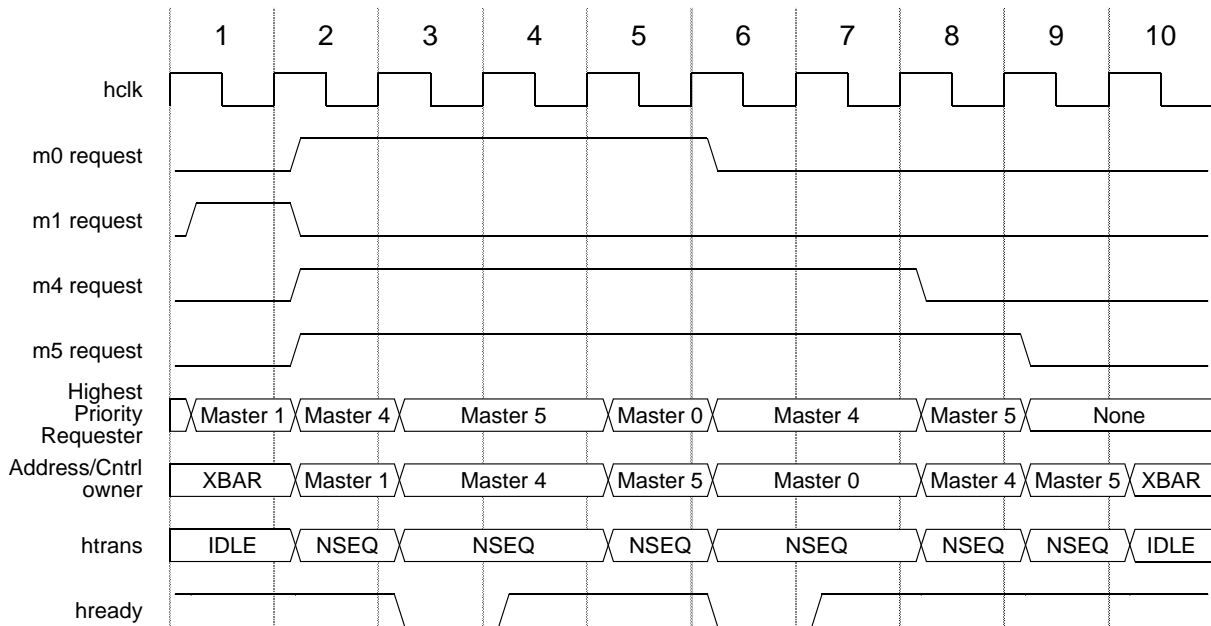 1 2 3 4 5 6 7 8 9 10
hclk
m0 request
m1 request
m4 request
m5 request
Highest
Priority
Requester
Master 1 Master 4 Master 5 Master 0 Master 4 Master 5 None
Address/Cntrl
owner
XBAR Master 1 Master 4 Master 5 Master 0 Master 4 Master 5 XBAR
htrans IDLE NSEQ NSEQ NSEQ NSEQ NSEQ NSEQ IDLE
hready